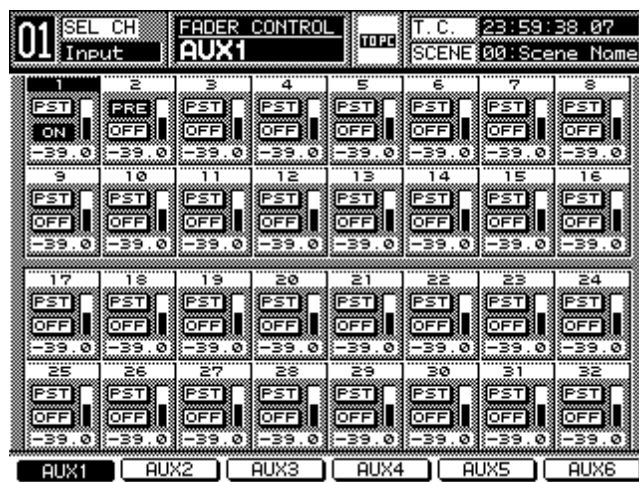 01 SEL CH FADER CONTROL TO PC T.C. 23:59:38.07
Input AUX1 SCENE 00:Scene Name
1 2 3 4 5 6 7 8
PST PRE PST PST PST PST PST PST
ON OFF OFF OFF OFF OFF OFF OFF
-39.0 -39.0 -39.0 -39.0 -39.0 -39.0 -39.0 -39.0
9 10 11 12 13 14 15 16
PST PST PST PST PST PST PST PST
OFF OFF OFF OFF OFF OFF OFF OFF
-39.0 -39.0 -39.0 -39.0 -39.0 -39.0 -39.0 -39.0
17 18 19 20 21 22 23 24
PST PST PST PST PST PST PST PST
OFF OFF OFF OFF OFF OFF OFF OFF
-39.0 -39.0 -39.0 -39.0 -39.0 -39.0 -39.0 -39.0
25 26 27 28 29 30 31 32
PST PST PST PST PST PST PST PST
OFF OFF OFF OFF OFF OFF OFF OFF
-39.0 -39.0 -39.0 -39.0 -39.0 -39.0 -39.0 -39.0
AUX1 AUX2 AUX3 AUX4 AUX5 AUX6